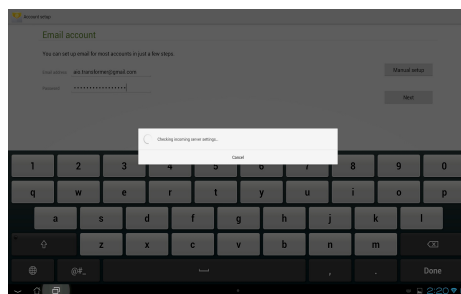 Account setup
Email account
You can set up email for most accounts in just a few steps.
Email address aio.transformer@gmail.com
Manual setup
Password
Next
Checking incoming server settings...
Cancel
1 2 3 4 5 6 7 8 9 0
q w e r t y u i o p
a s d f g h j k l
z x c v b n m
@#_ , . Done
2:20